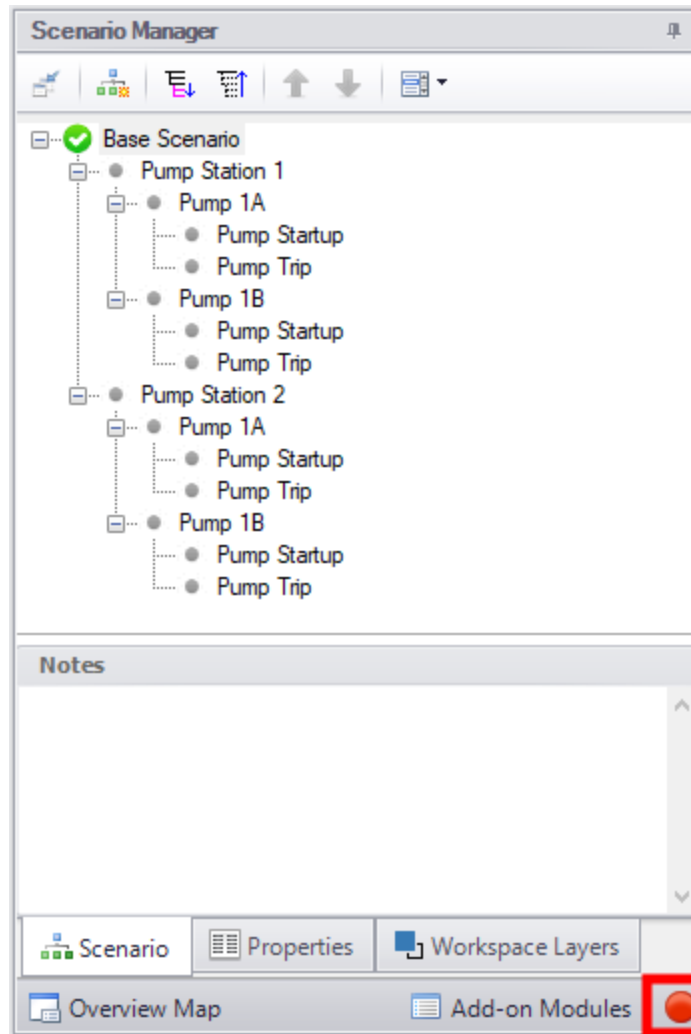 Scenario Manager
Base Scenario
Pump Station 1
Pump 1A
Pump Startup
Pump Trip
Pump 1B
Pump Startup
Pump Trip
Pump Station 2
Pump 1A
Pump Startup
Pump Trip
Pump 1B
Pump Startup
Pump Trip
Notes
Scenario Properties Workspace Layers
Overview Map Add-on Modules